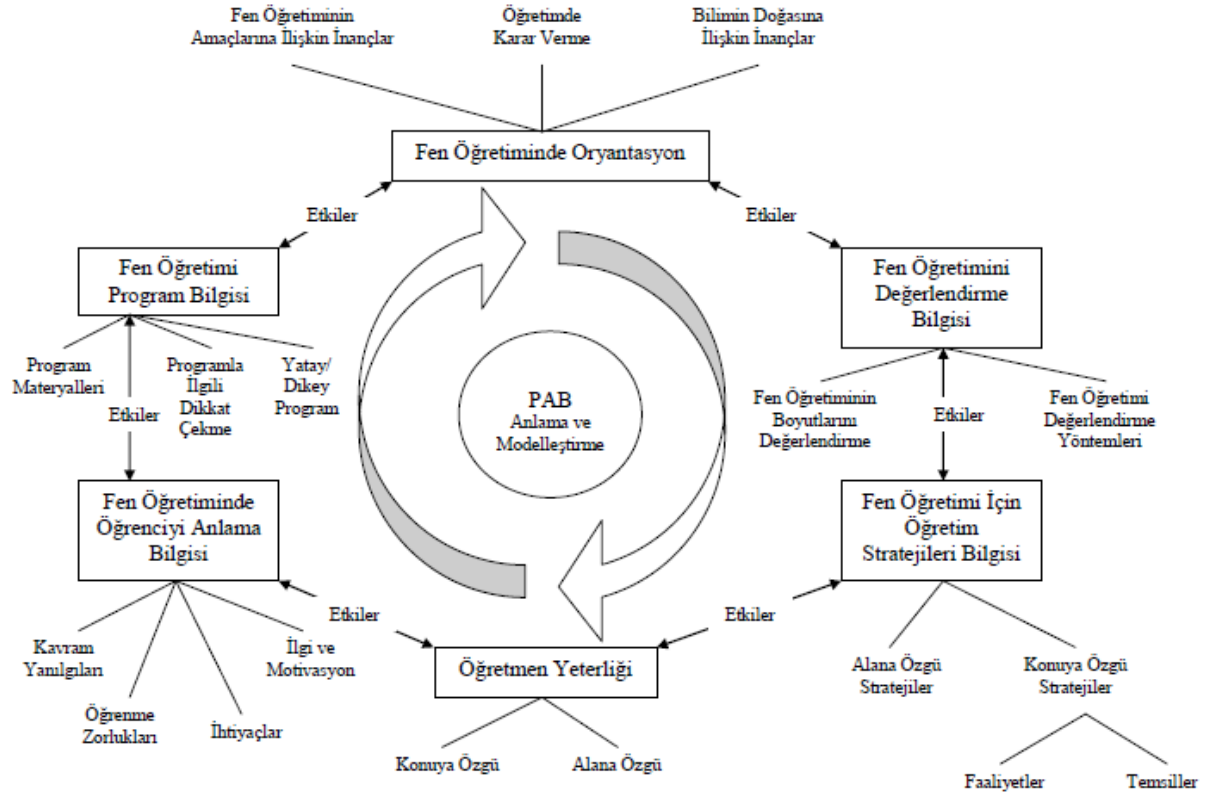 Fen Öğretiminin
Amaçlarına İlişkin İnançlar
Öğretimde
Karar Verme
Bilimin Doğasına
İlişkin İnançlar
Fen Öğretiminde Oryantasyon
Etkiler
Etkiler
Fen Öğretimi
Program Bilgisi
Fen Öğretimini
Değerlendirme
Bilgisi
Program
Materyalleri
Programla
İlgili
Dikkat
Çekme
Yatay/
Dikey
Program
Etkiler
PAB
Anlama ve
Modelleştirme
Fen Öğretiminin
Boyutlarını
Değerlendirme
Etkiler
Fen Öğretimi
Değerlendirme
Yöntemleri
Fen Öğretiminde
Öğrenciyi Anlama
Bilgisi
Fen Öğretimi İçin
Öğretim
Stratejileri Bilgisi
Etkiler
Etkiler
Kavram
Yanılgıları
Öğrenme
Zorlukları
İhtiyaçlar
İlgi ve
Motivasyon
Öğretmen Yeterliği
Konuya Özgü
Alana Özgü
Alana Özgü
Stratejiler
Konuya Özgü
Stratejiler
Faaliyetler
Temsiller